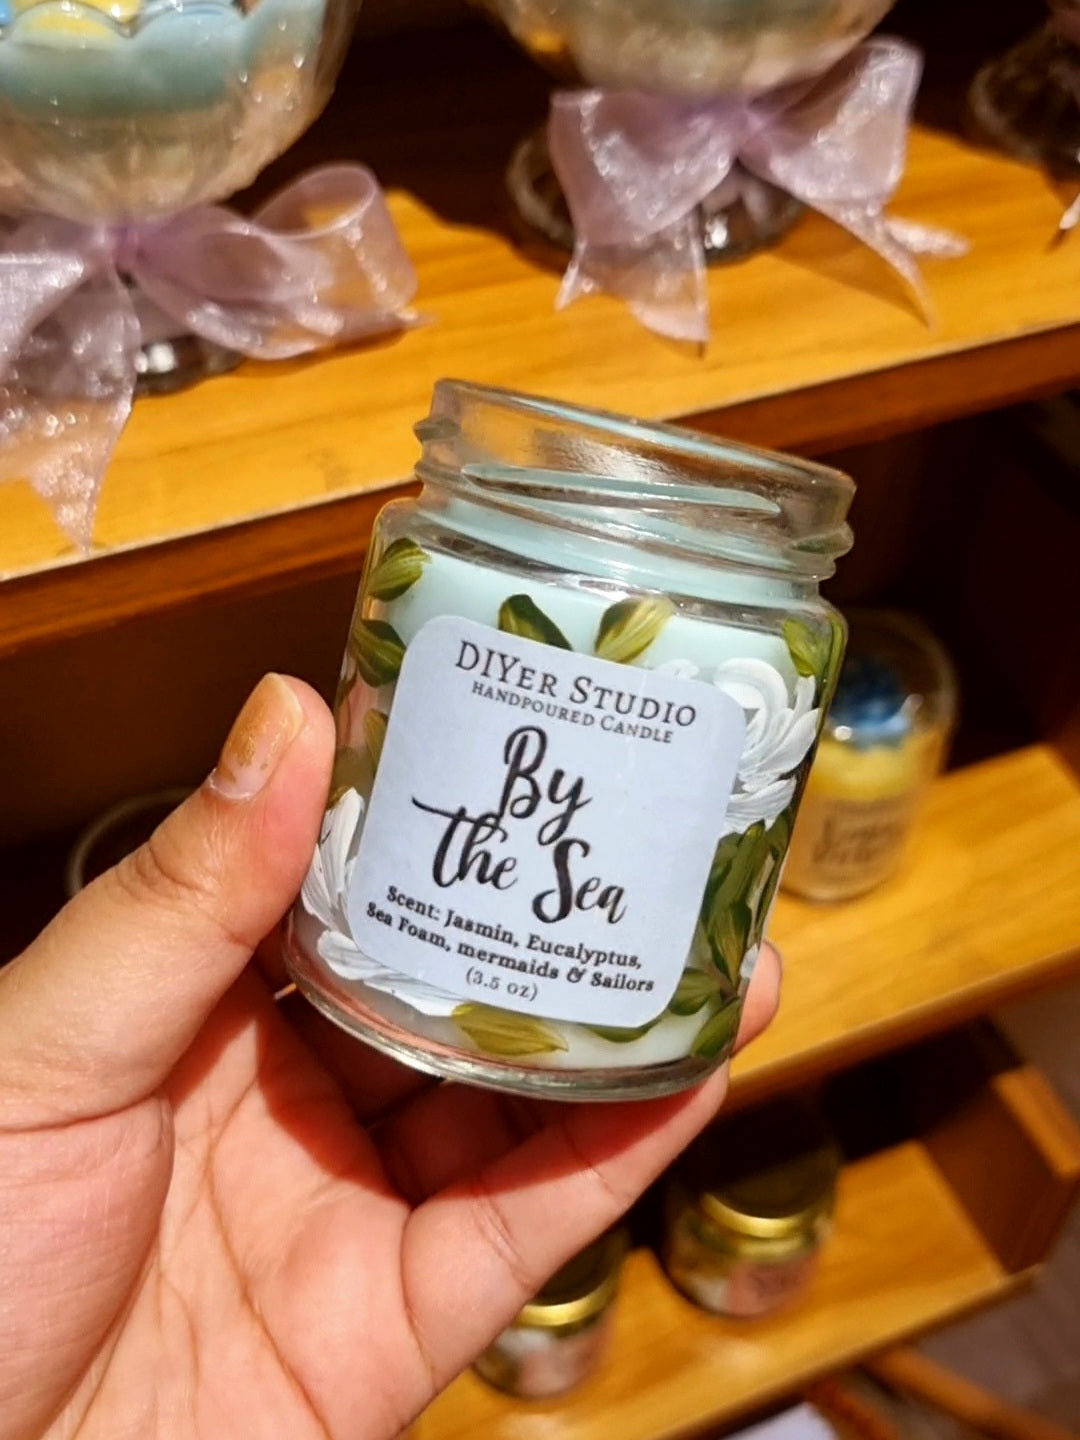 DIYER STUDIO
HANDPOURED CANDLE
By
the Sea
Scent: Jasmin, Eucalyptus,
Sea Foam, mermaids & Sailors
(3.5 oz)